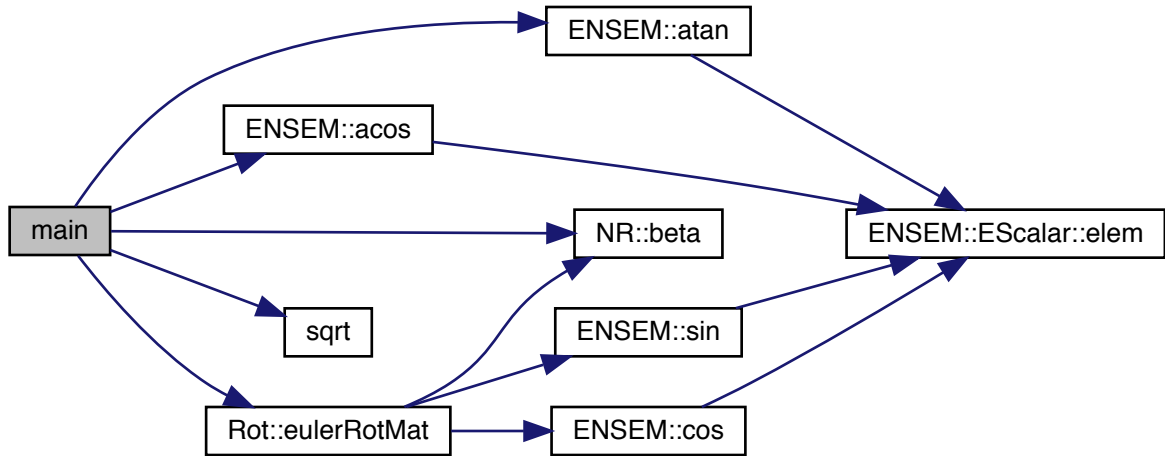 ENSEM::atan
ENSEM::acos
main
NR::beta
ENSEM::EScalar::elem
sqrt
ENSEM::sin
Rot::eulerRotMat
ENSEM::cos